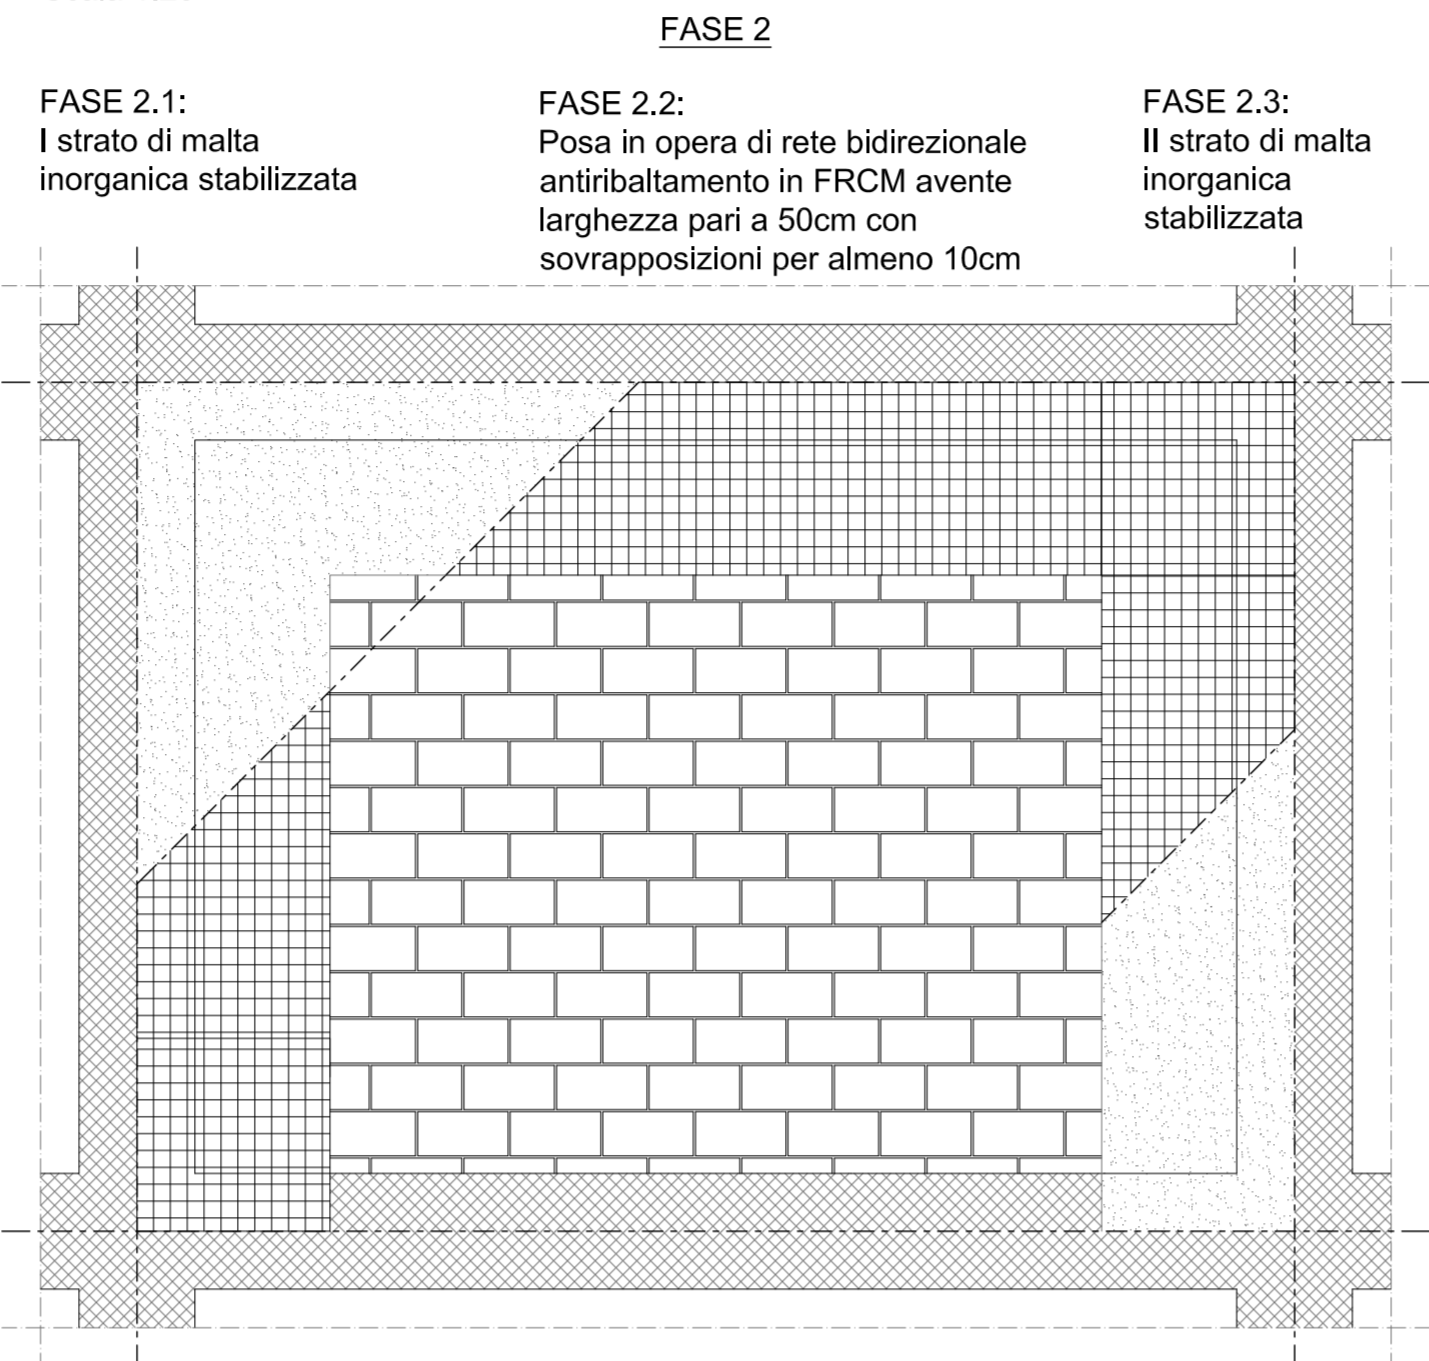 FASE 2
FASE 2.1:
I strato di malta
inorganica stabilizzata
FASE 2.2:
Posa in opera di rete bidirezionale
antiribaltamento in FRCM avente
larghezza pari a 50cm con
sovrapposizioni per almeno 10cm
FASE 2.3:
II strato di malta
inorganica
stabilizzata